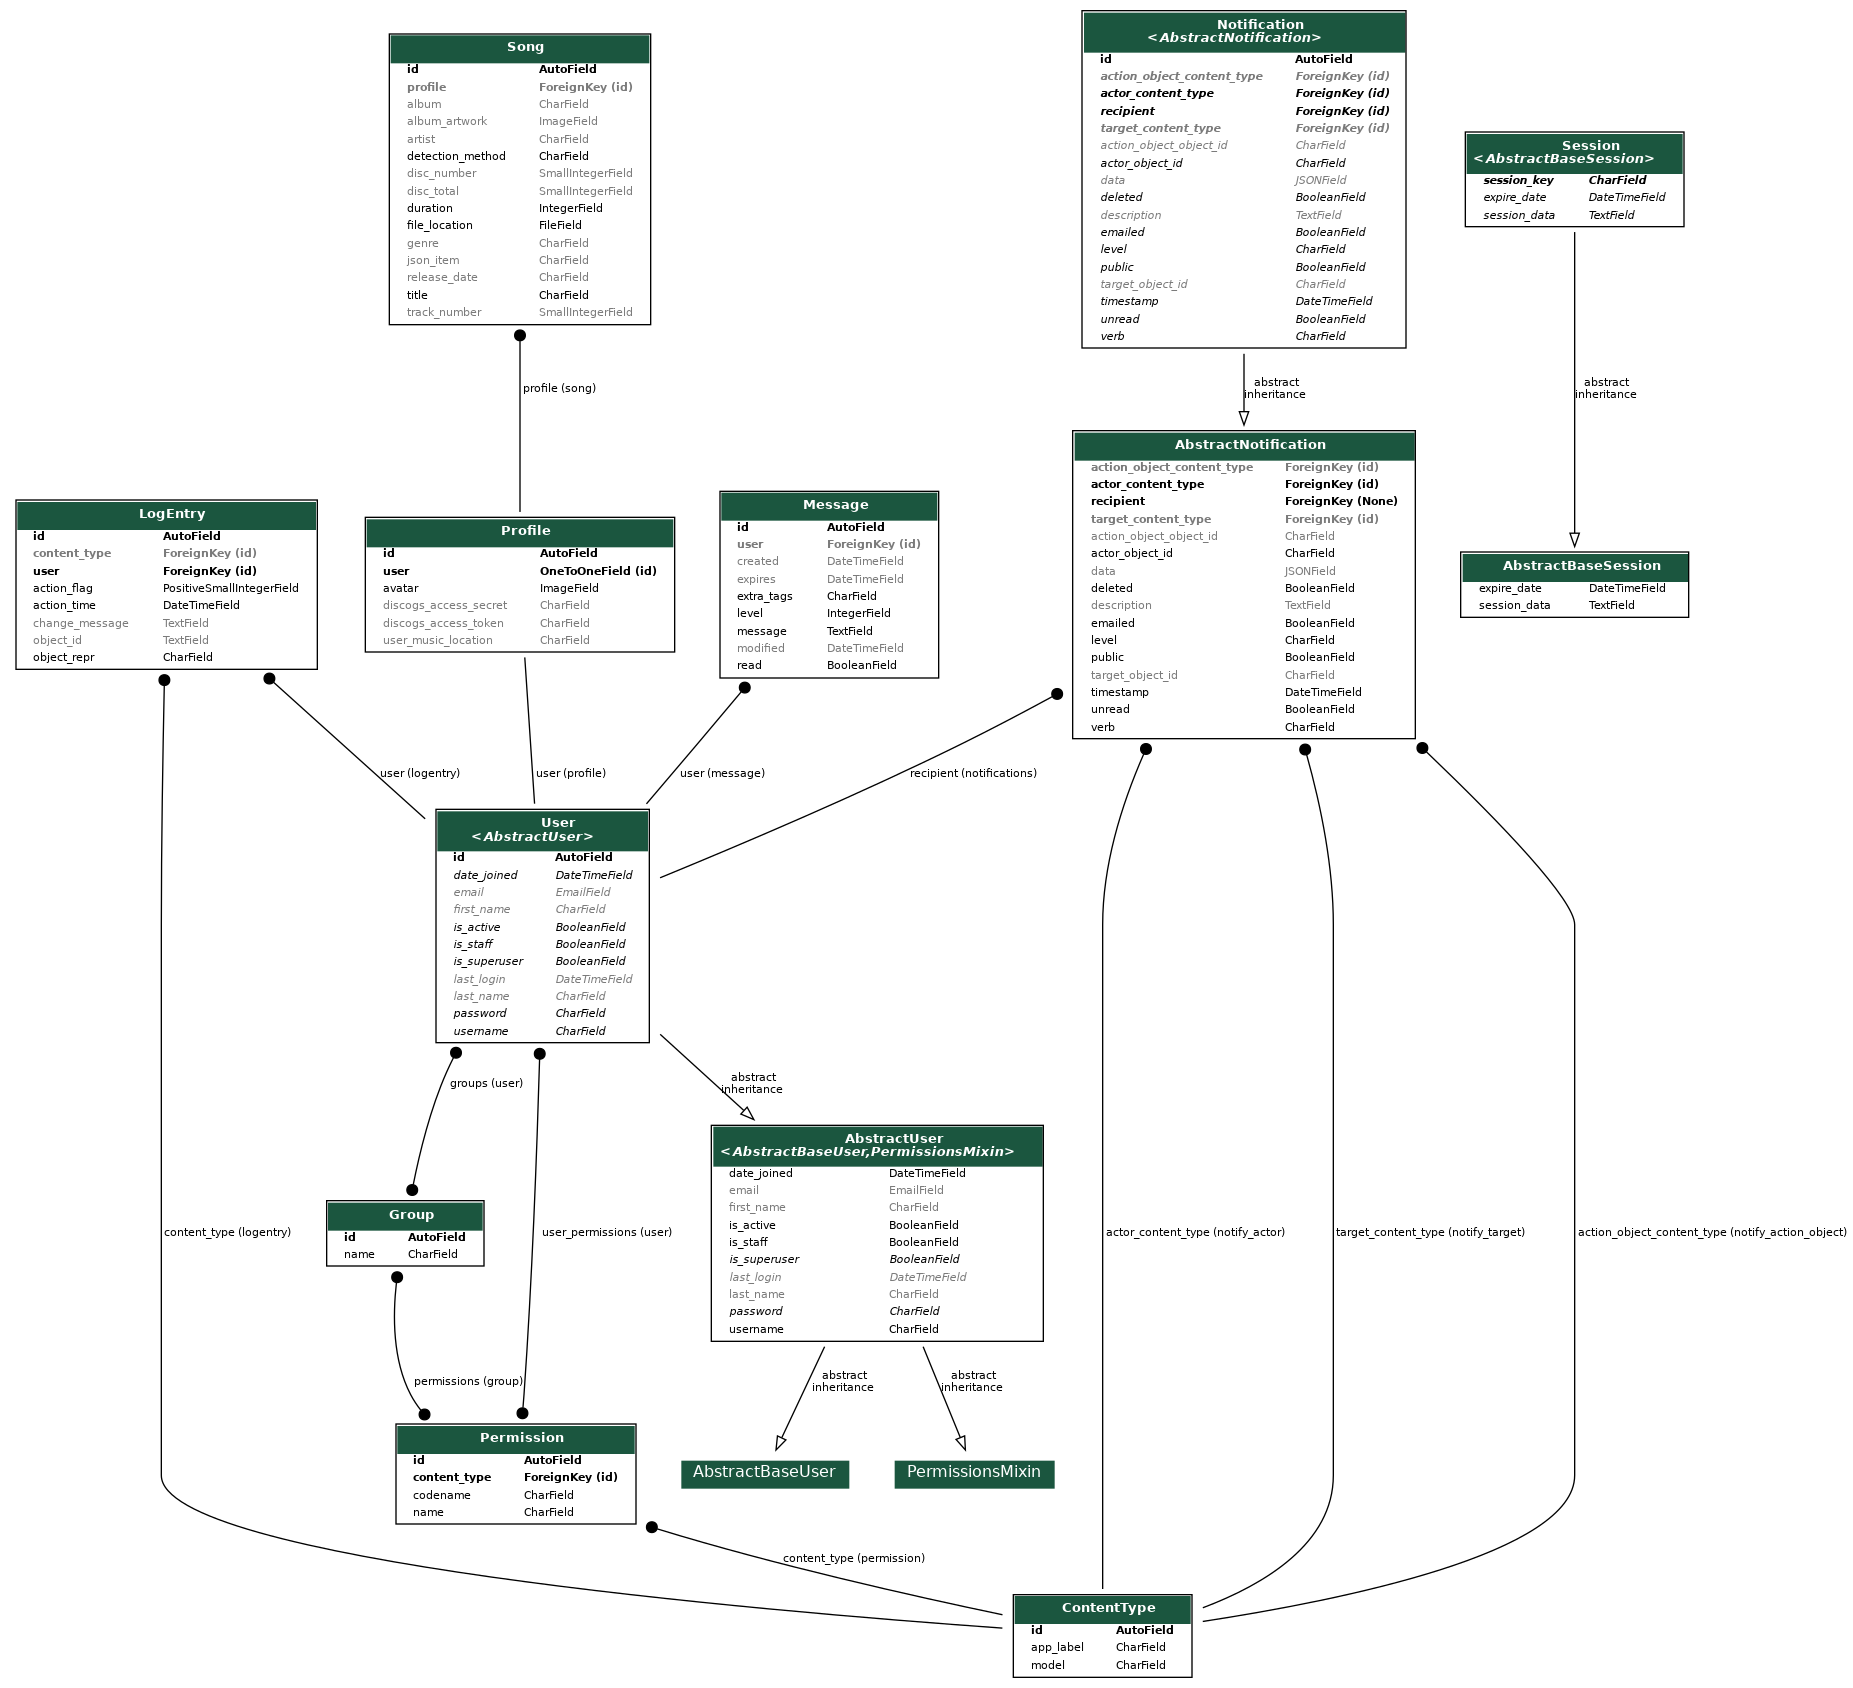 Song
id AutoField
profile ForeignKey (id)
album CharField
album_artwork ImageField
artist CharField
detection_method CharField
disc_number SmallIntegerField
disc_total SmallIntegerField
duration IntegerField
file_location FileField
genre CharField
json_item CharField
release_date CharField
title CharField
track_number SmallIntegerField
Notification
<AbstractNotification>
id AutoField
action_object_content_type ForeignKey (id)
actor_content_type ForeignKey (id)
recipient ForeignKey (id)
target_content_type ForeignKey (id)
action_object_object_id CharField
actor_object_id CharField
data JSONField
deleted BooleanField
description TextField
emailed BooleanField
level CharField
public BooleanField
target_object_id CharField
timestamp DateTimeField
unread BooleanField
verb CharField
Session
<AbstractBaseSession>
session_key CharField
expire_date DateTimeField
session_data TextField
profile (song)
abstract
inheritance
abstract
inheritance
LogEntry
id AutoField
content_type ForeignKey (id)
user ForeignKey (id)
action_flag PositiveSmallIntegerField
action_time DateTimeField
change_message TextField
object_id TextField
object_repr CharField
Profile
id AutoField
user OneToOneField (id)
avatar ImageField
discogs_access_secret CharField
discogs_access_token CharField
user_music_location CharField
Message
id AutoField
user ForeignKey (id)
created DateTimeField
expires DateTimeField
extra_tags CharField
level IntegerField
message TextField
modified DateTimeField
read BooleanField
AbstractNotification
action_object_content_type ForeignKey (id)
actor_content_type ForeignKey (id)
recipient ForeignKey (None)
target_content_type ForeignKey (id)
action_object_object_id CharField
actor_object_id CharField
data JSONField
deleted BooleanField
description TextField
emailed BooleanField
level CharField
public BooleanField
target_object_id CharField
timestamp DateTimeField
unread BooleanField
verb CharField
AbstractBaseSession
expire_date DateTimeField
session_data TextField
user (logentry)
user (profile)
user (message)
recipient (notifications)
User
<AbstractUser>
id AutoField
date_joined DateTimeField
email EmailField
first_name CharField
is_active BooleanField
is_staff BooleanField
is_superuser BooleanField
last_login DateTimeField
last_name CharField
password CharField
username CharField
groups (user)
abstract
inheritance
AbstractUser
<AbstractBaseUser,PermissionsMixin>
date_joined DateTimeField
email EmailField
first_name CharField
is_active BooleanField
is_staff BooleanField
is_superuser BooleanField
last_login DateTimeField
last_name CharField
password CharField
username CharField
Group
id AutoField
name CharField
content_type (logentry)
user_permissions (user)
actor_content_type (notify_actor)
target_content_type (notify_target)
action_object_content_type (notify_action_object)
permissions (group)
abstract
inheritance
abstract
inheritance
Permission
id AutoField
content_type ForeignKey (id)
codename CharField
name CharField
AbstractBaseUser
PermissionsMixin
content_type (permission)
ContentType
id AutoField
app_label CharField
model CharField